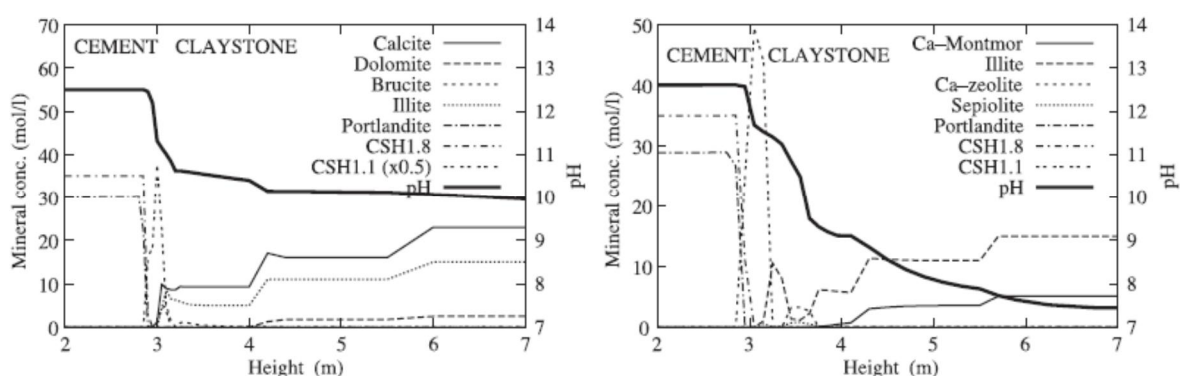 70
60
50
40
30
20
10
0
Mineral conc. (mol/l)
CEMENT CLAYSTONE
Calcite
Dolomite
Brucite
Illite
Portlandite
CSH1.8
CSH1.1 (x0.5)
pH
14
13
12
11
10
9
8
7
pH
2 3 4 5 6 7
Height (m)
50
40
30
20
10
0
Mineral conc. (mol/l)
CEMENT CLAYSTONE
Ca–Montmor
Illite
Ca–zeolite
Sepiolite
Portlandite
CSH1.8
CSH1.1
pH
14
13
12
11
10
9
8
7
pH
2 3 4 5 6 7
Height (m)